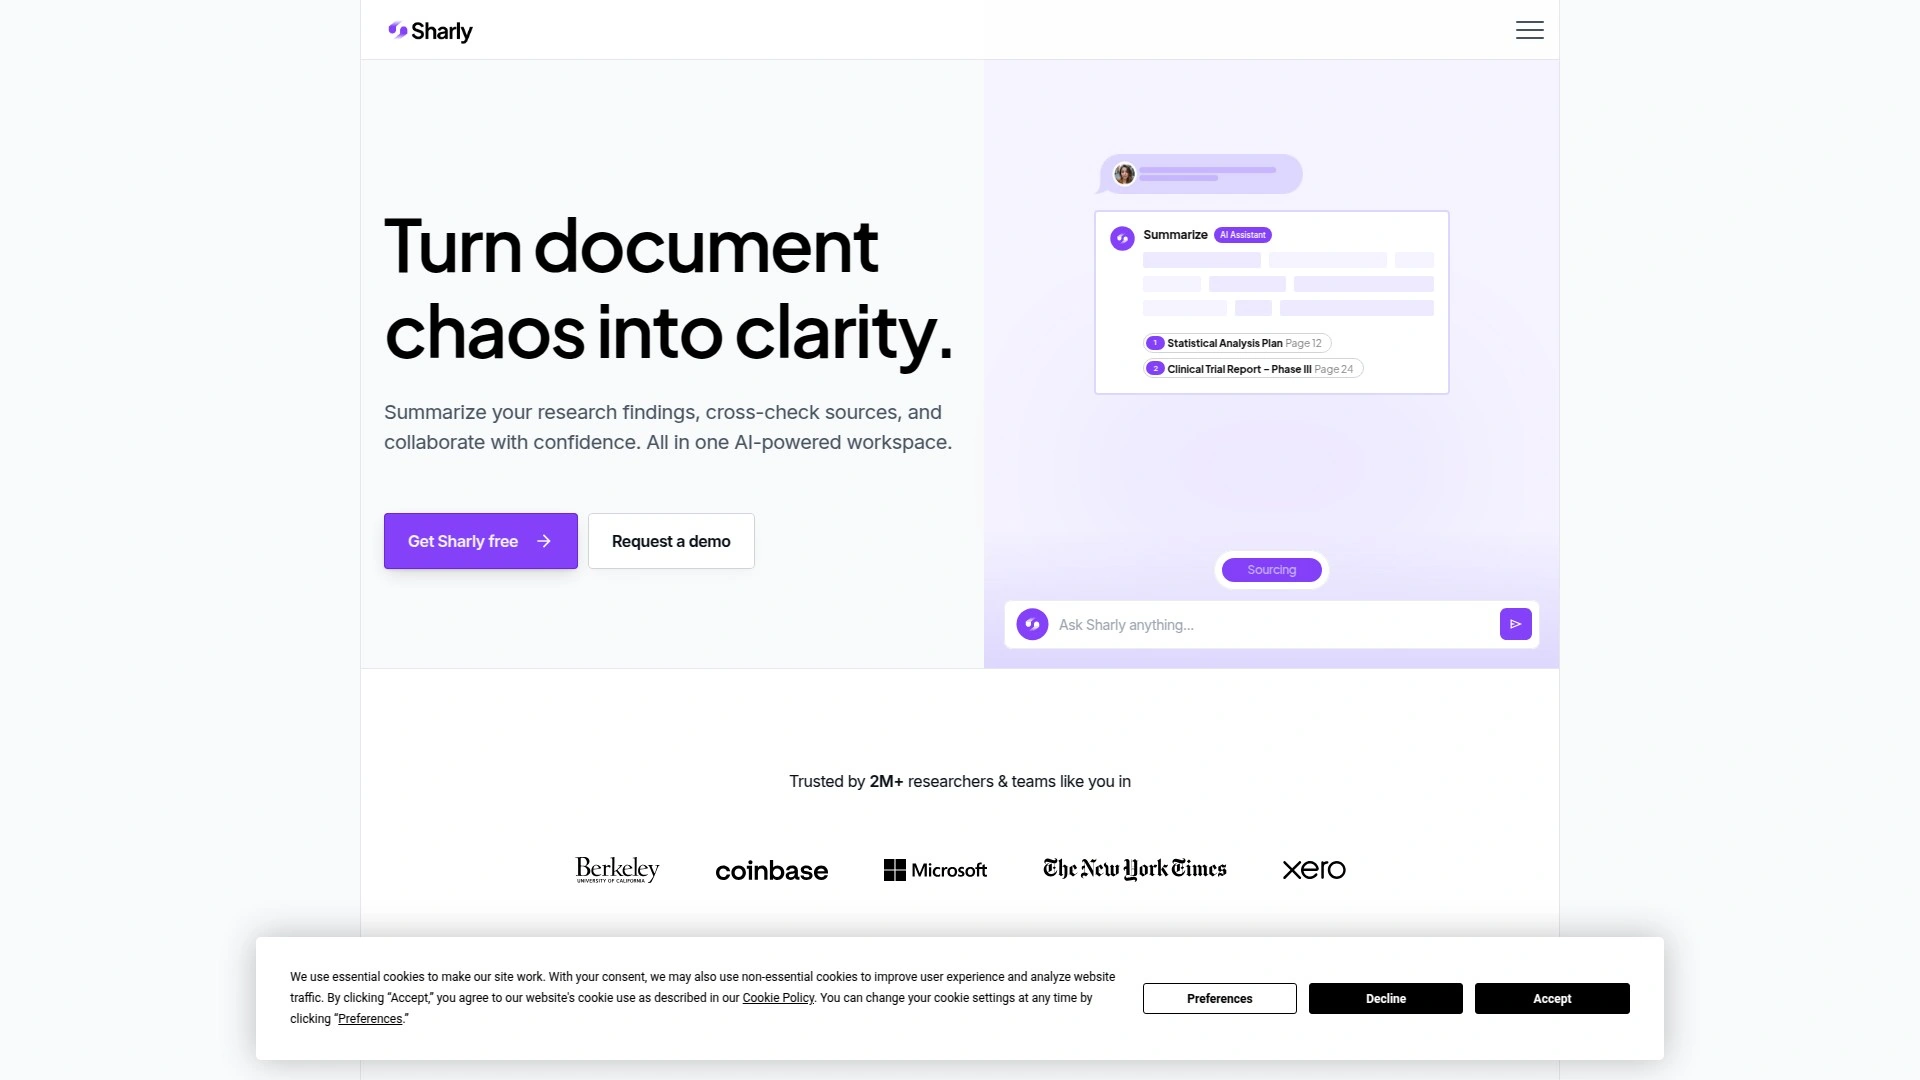 Sharly
Turn document
chaos into clarity.
Summarize your research findings, cross-check sources, and
collaborate with confidence. All in one AI-powered workspace.
Get Sharly free
Request a demo
Summarize AI Assistant
1 Statistical Analysis Plan Page 12
2 Clinical Trial Report – Phase III Page 24
Sourcing
Ask Sharly anything...
Trusted by 2M+ researchers & teams like you in
Berkeley
UNIVERSITY OF CALIFORNIA
coinbase
Microsoft
The New York Times
xero
We use essential cookies to make our site work. With your consent, we may also use non-essential cookies to improve user experience and analyze website
traffic. By clicking “Accept,” you agree to our website's cookie use as described in our Cookie Policy. You can change your cookie settings at any time by
clicking “Preferences.”
Preferences
Decline
Accept